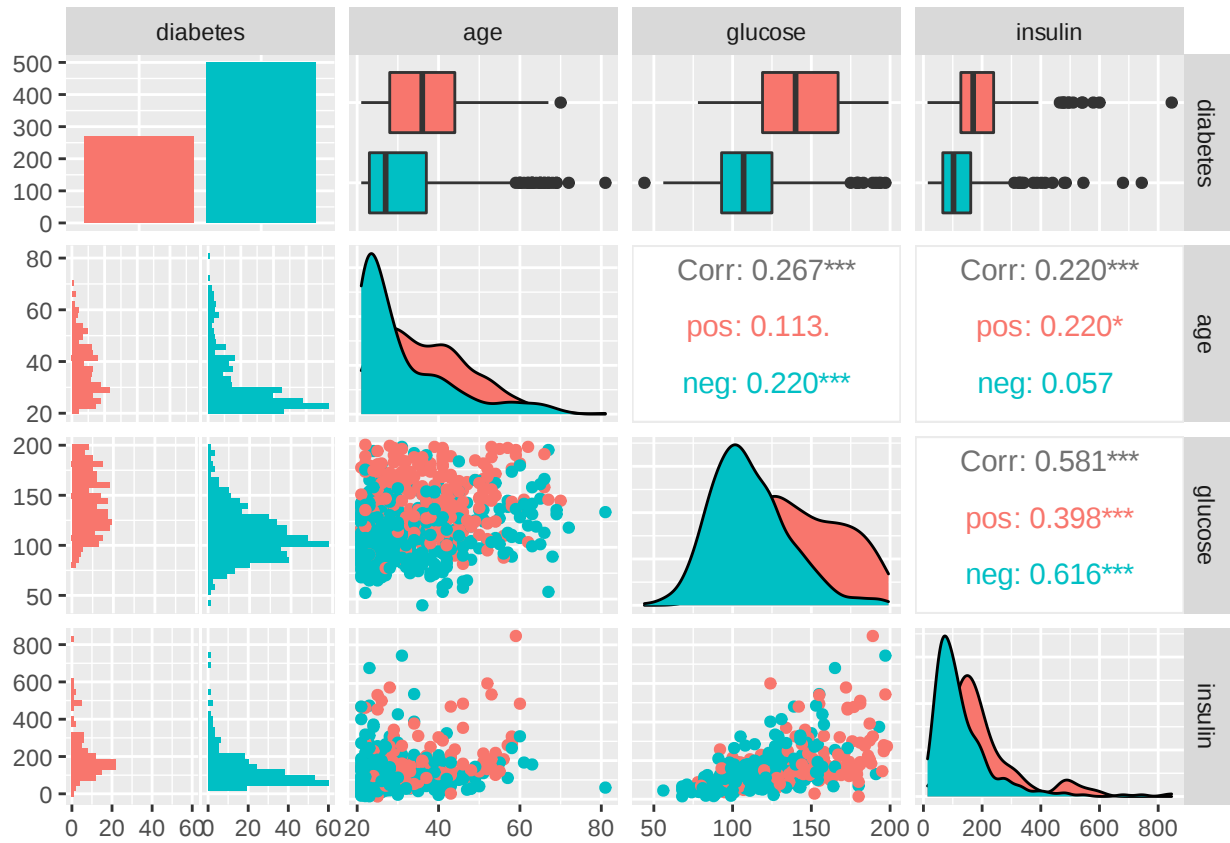 diabetes age glucose insulin
500
400
300
200
100
0
diabetes
80
60
40
20
Corr: 0.267***
pos: 0.113.
neg: 0.220***
Corr: 0.220***
pos: 0.220*
neg: 0.057
age
200
150
100
50
Corr: 0.581***
pos: 0.398***
neg: 0.616***
glucose
800
600
400
200
0
insulin
0 20 40 60 0 20 40 60 20 40 60 80 50 100 150 200 0 200 400 600 800